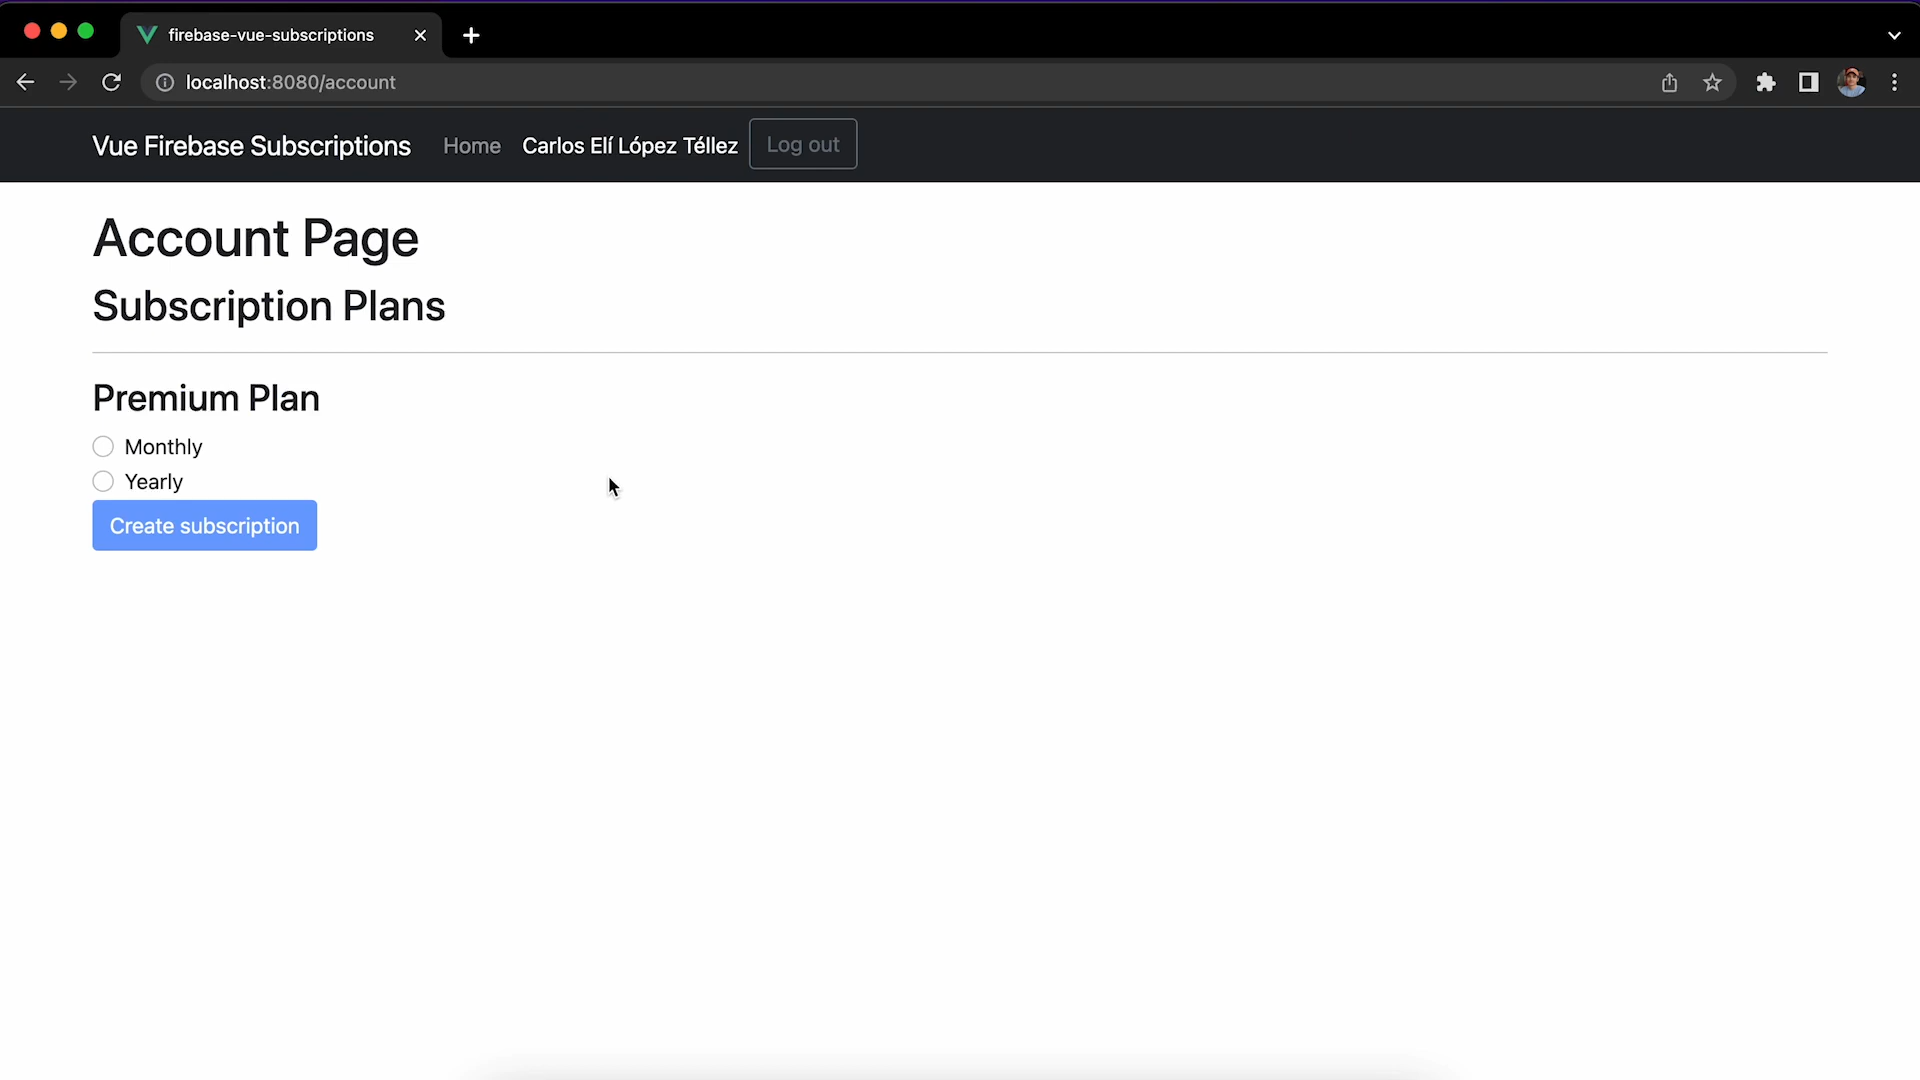 firebase-vue-subscriptions
localhost:8080/account
Vue Firebase Subscriptions Home Carlos Elí López Téllez Log out
Account Page
Subscription Plans
Premium Plan
Monthly
Yearly
Create subscription